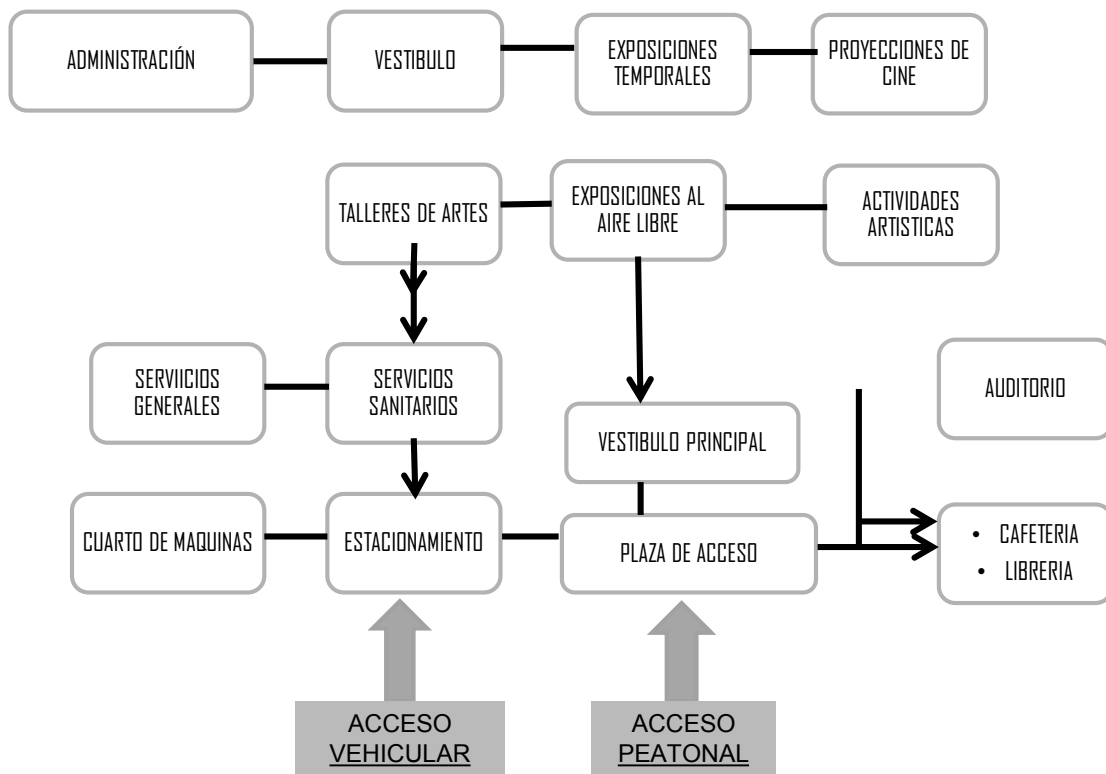 ADMINISTRACIÓN
VESTIBULO
EXPOSICIONES
TEMPORALES
PROYECCIONES DE
CINE
TALLERES DE ARTES
EXPOSICIONES AL
AIRE LIBRE
ACTIVIDADES
ARTISTICAS
SERVIICIOS
GENERALES
SERVICIOS
SANITARIOS
VESTIBULO PRINCIPAL
AUDITORIO
CUARTO DE MAQUINAS
ESTACIONAMIENTO
PLAZA DE ACCESO
• CAFETERIA
• LIBRERIA
ACCESO
VEHICULAR
ACCESO
PEATONAL